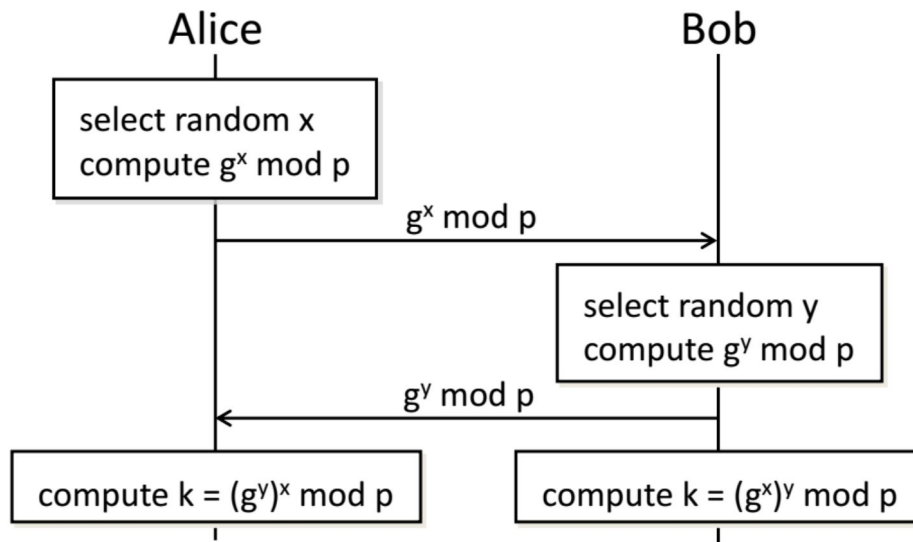 Alice
Bob
select random x
compute gˣ mod p
gˣ mod p
select random y
compute gʸ mod p
gʸ mod p
compute k = (gʸ)ˣ mod p
compute k = (gˣ)ʸ mod p